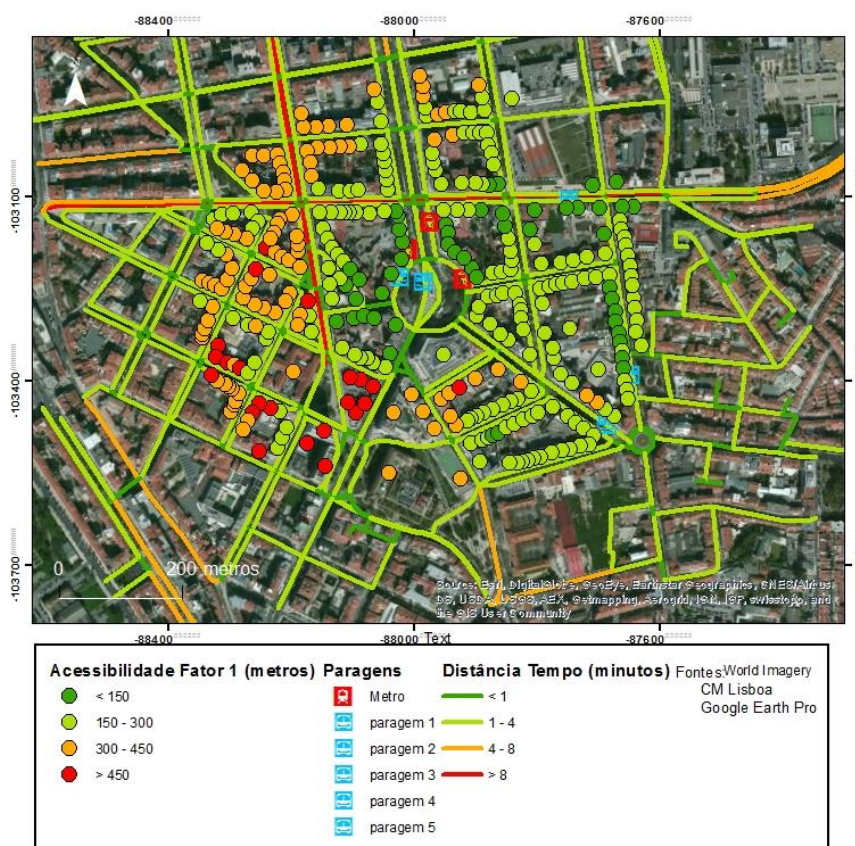 -88400 -88000 -87600
-103100
-103400
-103700
0 200 metros
Source: Esri, DigitalGlobe, GeoEye, Earthstar Geographics, CNES/Airbus
DS, USDA, USGS, AEX, Getmapping, Aerogrid, IGN, IGP, swisstopo, and
the GIS User Community
-88400 -88000 -87600
Text
Acessibilidade Fator 1 (metros)
< 150
150 - 300
300 - 450
> 450
Paragens
Metro
paragem 1
paragem 2
paragem 3
paragem 4
paragem 5
Distância Tempo (minutos)
< 1
1 - 4
4 - 8
> 8
Fontes:World Imagery
CM Lisboa
Google Earth Pro